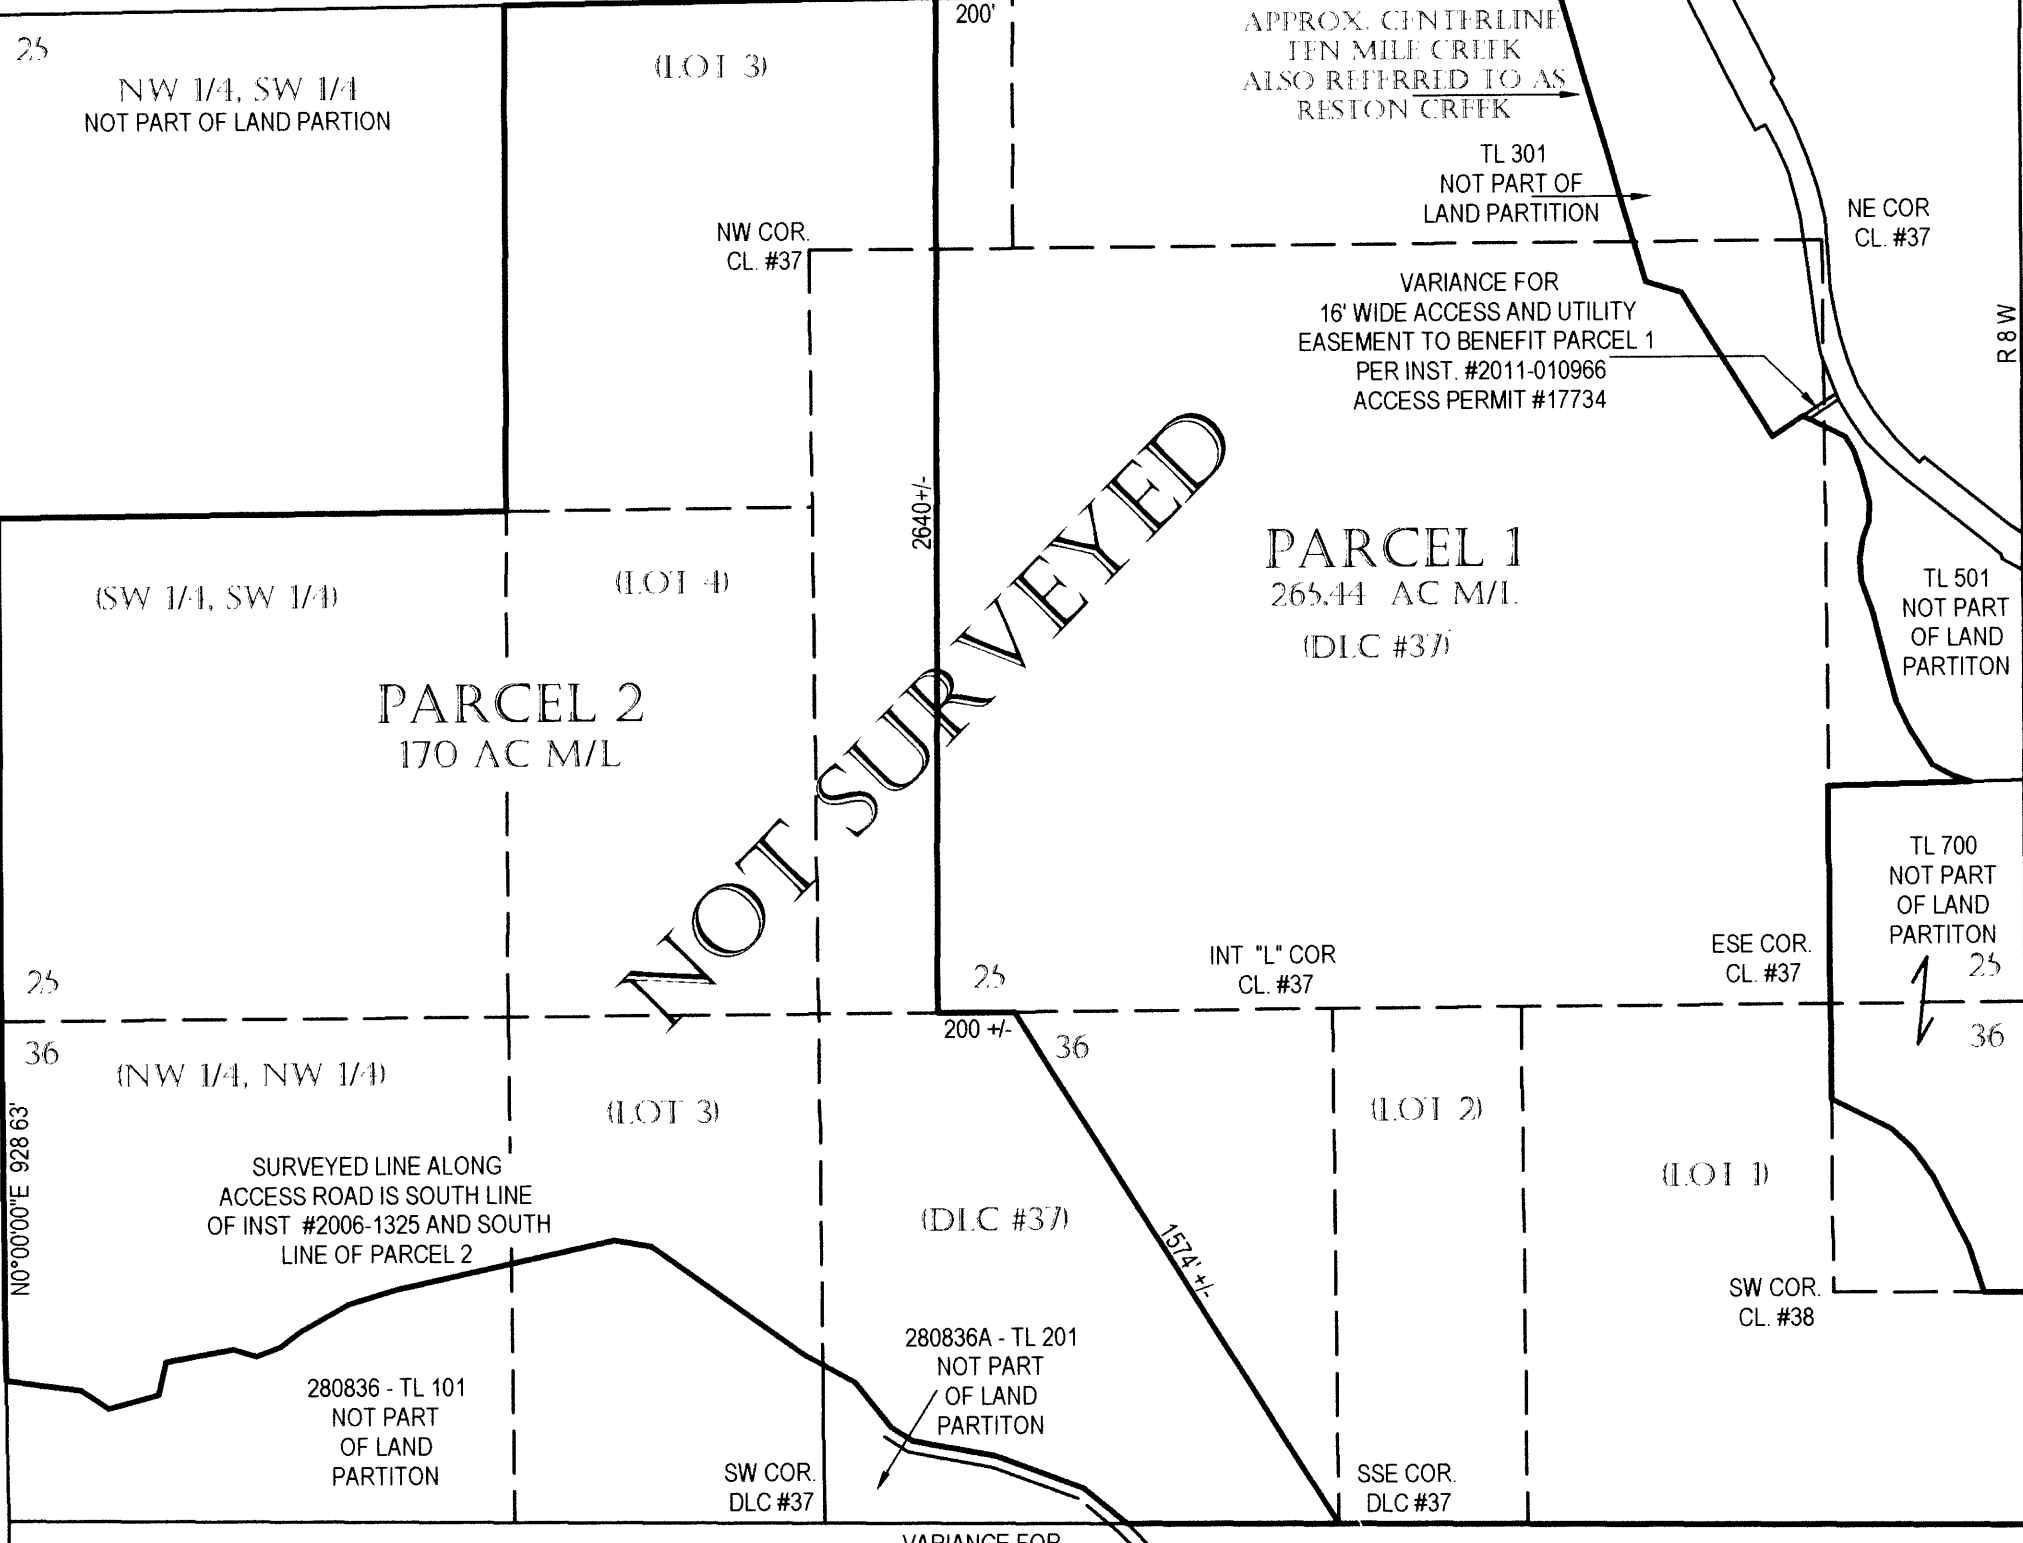 200'
25
NW 1/4, SW 1/4
NOT PART OF LAND PARTION
(LOT 3)
APPROX. CENTERLINE
TEN MILE CREEK
ALSO REFERRED TO AS
RESTON CREEK
TL 301
NOT PART OF
LAND PARTITION
NW COR.
CL. #37
NE COR
CL. #37
VARIANCE FOR
16' WIDE ACCESS AND UTILITY
EASEMENT TO BENEFIT PARCEL 1
PER INST. #2011-010966
ACCESS PERMIT #17734
R 8 W
2640+/-
NOT SURVEYED
PARCEL 1
265.44 AC M/L
(DLC #37)
(SW 1/4, SW 1/4)
(LOT 4)
TL 501
NOT PART
OF LAND
PARTITON
PARCEL 2
170 AC M/L
TL 700
NOT PART
OF LAND
PARTITON
25
25
INT "L" COR
CL. #37
ESE COR.
CL. #37
25
200 +/-
36
36
36
(NW 1/4, NW 1/4)
(LOT 3)
(LOT 2)
(LOT 1)
N0°00'00"E 928 63'
SURVEYED LINE ALONG
ACCESS ROAD IS SOUTH LINE
OF INST #2006-1325 AND SOUTH
LINE OF PARCEL 2
(DLC #37)
1574' +/-
SW COR.
CL. #38
280836A - TL 201
NOT PART
OF LAND
PARTITON
280836 - TL 101
NOT PART
OF LAND
PARTITON
SW COR.
DLC #37
SSE COR.
DLC #37
VARIANCE FOR